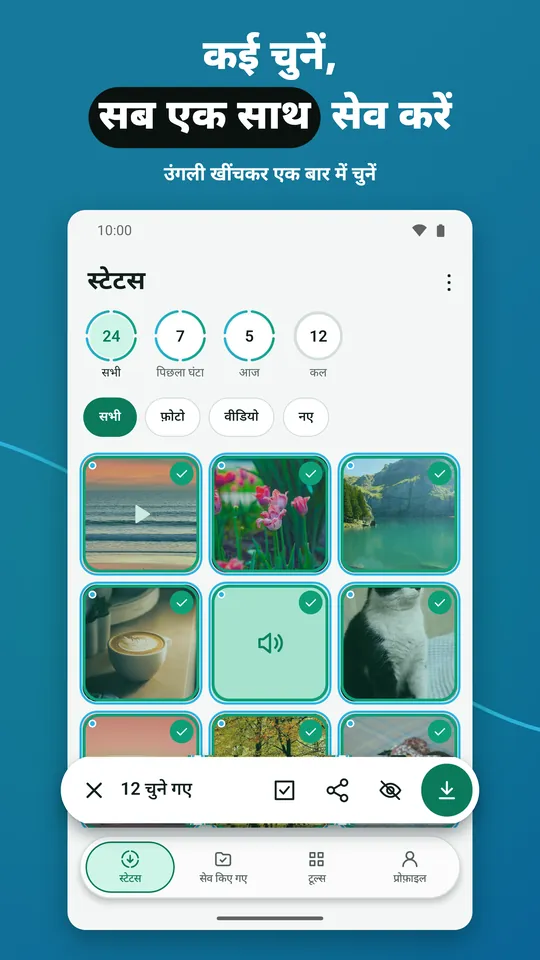 कई चुनें,
सब एक साथ सेव करें
उंगली खींचकर एक बार में चुनें
10:00
स्टेटस
24
7
5
12
सभी
पिछला घंटा
आज
कल
सभी
फ़ोटो
वीडियो
नए
12 चुने गए
स्टेटस
सेव किए गए
टूल्स
प्रोफ़ाइल